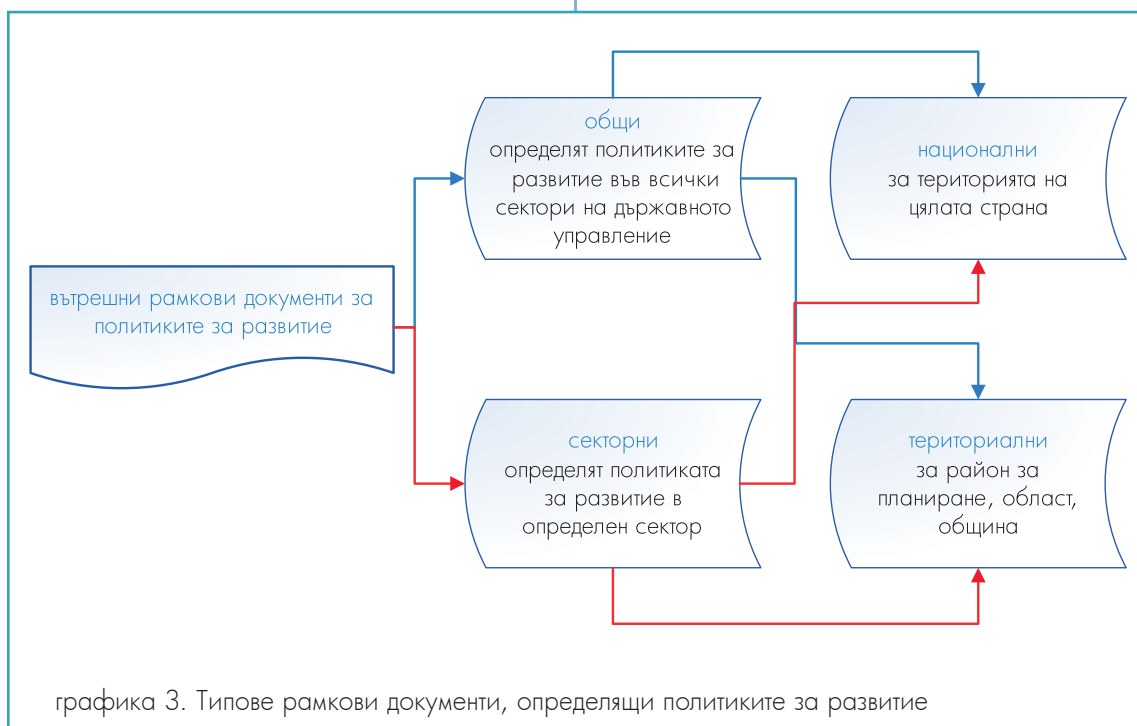 общи
определят политиките за
развитие във всички
сектори на държавното
управление
национални
за територията на
цялата страна
вътрешни рамкови документи за
политиките за развитие
секторни
определят политиката
за развитие в
определен сектор
териториални
за район за
планиране, област,
община
графика 3. Типове рамкови документи, определящи политиките за развитие